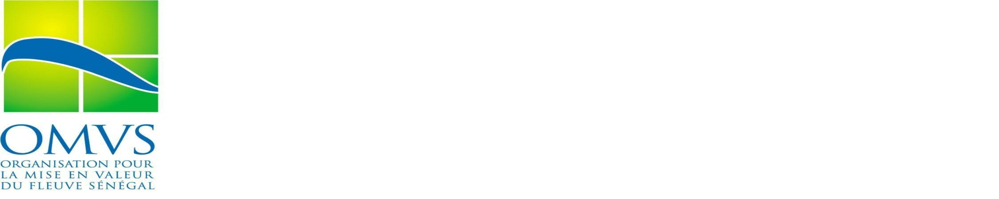 OMVS
ORGANISATION POUR
LA MISE EN VALEUR
DU FLEUVE SÉNÉGAL